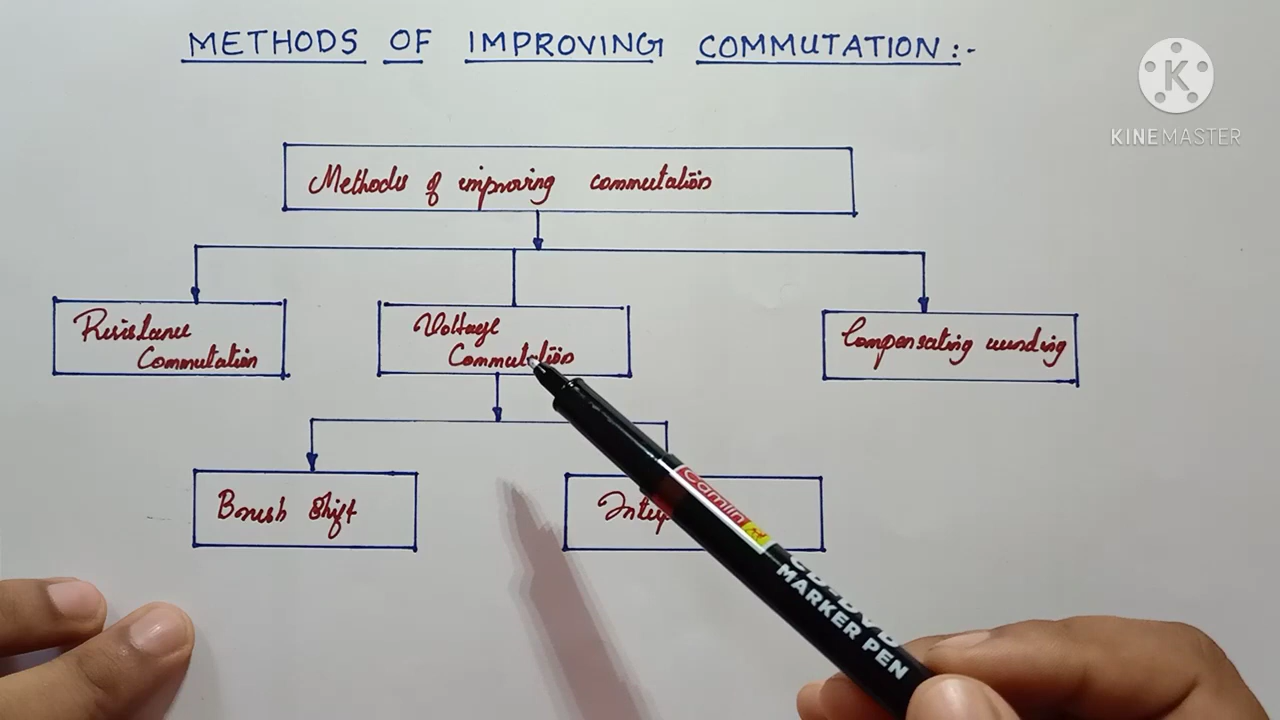 METHODS OF IMPROVING COMMUTATION :-
K
KINEMASTER
Methods of improving commutation
Resistance
Commutation
Voltage
Commutation
Compensating winding
Brush Shift
Camlin
MARKER PEN